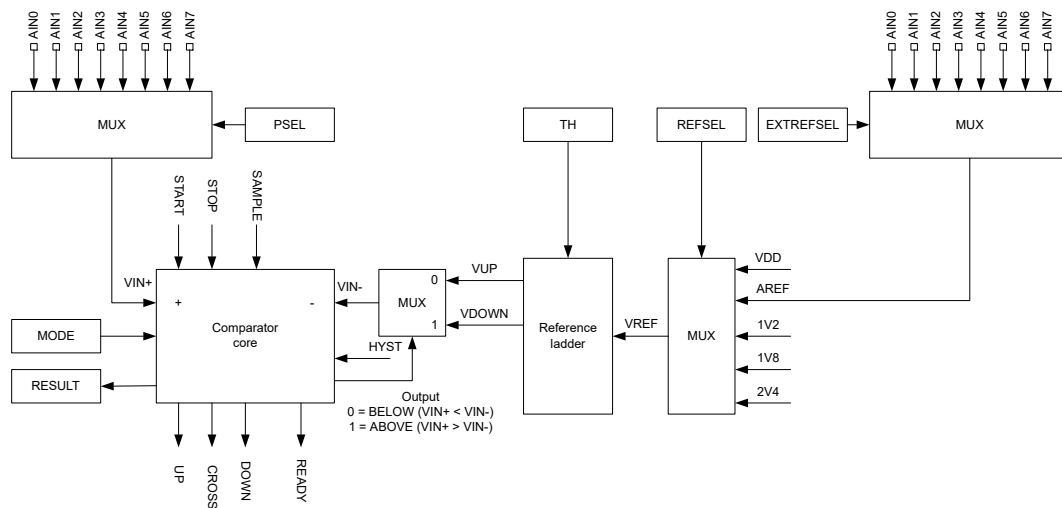 AIN0
AIN1
AIN2
AIN3
AIN4
AIN5
AIN6
AIN7
AIN0
AIN1
AIN2
AIN3
AIN4
AIN5
AIN6
AIN7
MUX
PSEL
TH
REFSEL
EXTREFSEL
MUX
START
STOP
SAMPLE
VIN+
+
-
VIN-
0
MUX
1
VUP
VDOWN
Reference
ladder
VREF
MUX
VDD
AREF
1V2
1V8
2V4
MODE
RESULT
Comparator
core
HYST
Output
0 = BELOW (VIN+ < VIN-)
1 = ABOVE (VIN+ > VIN-)
UP
CROSS
DOWN
READY